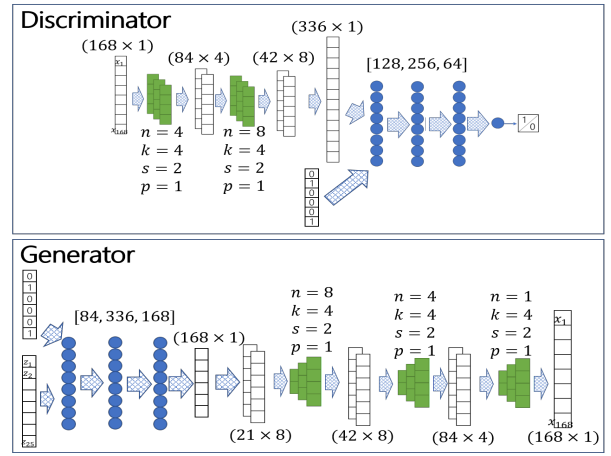 Discriminator
(336 × 1)
(168 × 1)
(84 × 4)
(42 × 8)
[128, 256, 64]
x₁
x₁₆₈
n = 4
k = 4
s = 2
p = 1
n = 8
k = 4
s = 2
p = 1
1/0
0
1
0
0
0
1
Generator
0
1
0
0
0
1
[84, 336, 168]
z₁
z₂
z₂₅
(168 × 1)
(21 × 8)
n = 8
k = 4
s = 2
p = 1
(42 × 8)
n = 4
k = 4
s = 2
p = 1
(84 × 4)
n = 1
k = 4
s = 2
p = 1
x₁
x₁₆₈
(168 × 1)